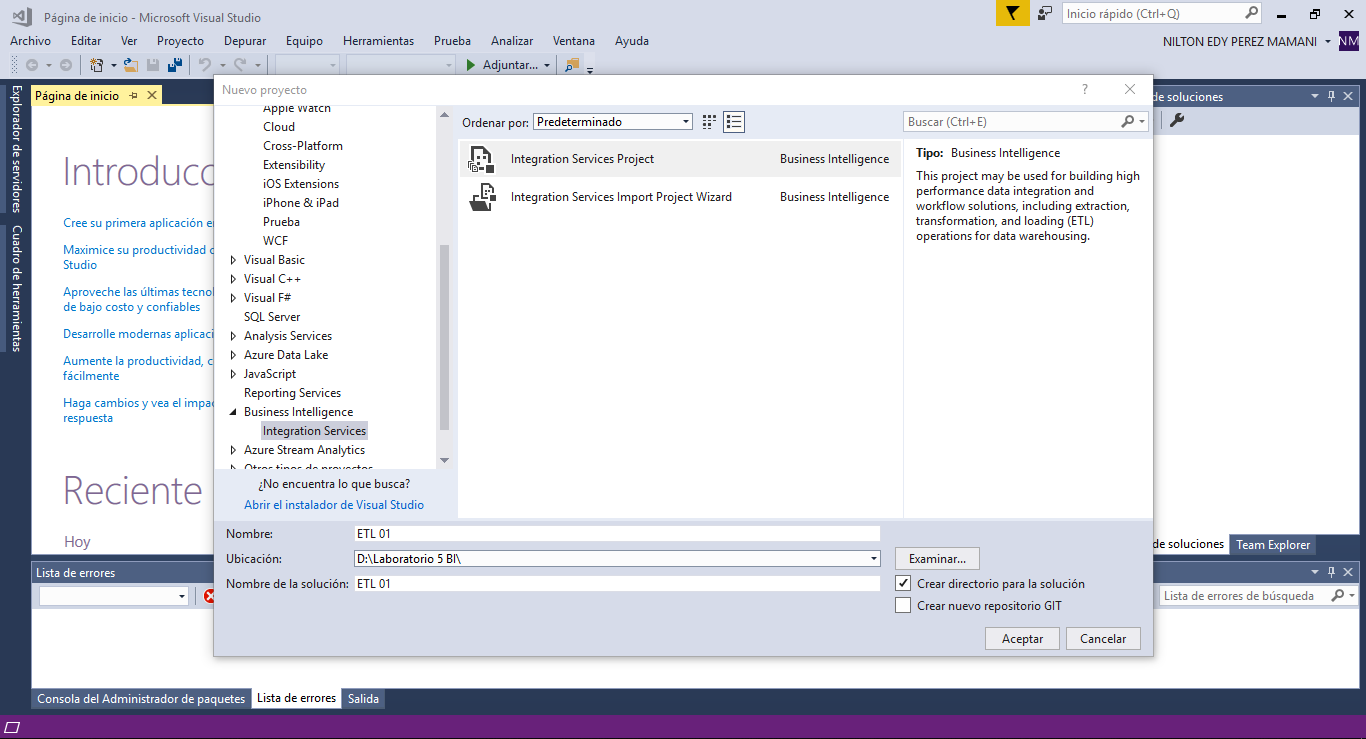 Página de inicio - Microsoft Visual Studio
Inicio rápido (Ctrl+Q)
Archivo Editar Ver Proyecto Depurar Equipo Herramientas Prueba Analizar Ventana Ayuda
NILTON EDY PEREZ MAMANI
NM
Adjuntar...
Explorador de servidores
Cuadro de herramientas
Página de inicio
Introducc
Cree su primera aplicación e
Maximice su productividad
Studio
Aproveche las últimas tecnol
de bajo costo y confiables
Desarrolle modernas aplicaci
Aumente la productividad, c
fácilmente
Haga cambios y vea el impac
respuesta
Reciente
Hoy
Nuevo proyecto
?
Apple Watch
Cloud
Cross-Platform
Extensibility
iOS Extensions
iPhone & iPad
Prueba
WCF
Visual Basic
Visual C++
Visual F#
SQL Server
Analysis Services
Azure Data Lake
JavaScript
Reporting Services
Business Intelligence
Integration Services
Azure Stream Analytics
Otros tipos de proyectos
¿No encuentra lo que busca?
Abrir el instalador de Visual Studio
Ordenar por: Predeterminado
Integration Services Project Business Intelligence
Integration Services Import Project Wizard Business Intelligence
Buscar (Ctrl+E)
Tipo: Business Intelligence
This project may be used for building high
performance data integration and
workflow solutions, including extraction,
transformation, and loading (ETL)
operations for data warehousing.
Nombre: ETL 01
Ubicación: D:\Laboratorio 5 BI\
Examinar...
Nombre de la solución: ETL 01
Crear directorio para la solución
Crear nuevo repositorio GIT
Aceptar Cancelar
de soluciones
de soluciones Team Explorer
Lista de errores
Lista de errores de búsqueda
Consola del Administrador de paquetes Lista de errores Salida